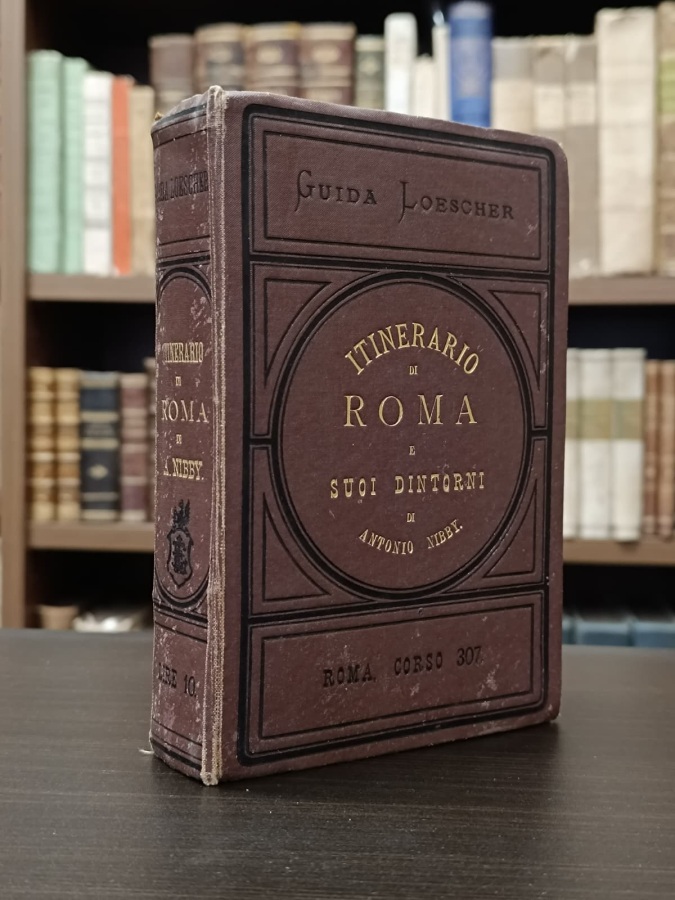 GUIDA LOESCHER
ITINERARIO
DI
ROMA
E
SUOI DINTORNI
DI
ANTONIO NIBBY.
ROMA, CORSO 307.
LOESCHER
ITINERARIO
DI
ROMA
DI
A. NIBBY.
LIRE 10.